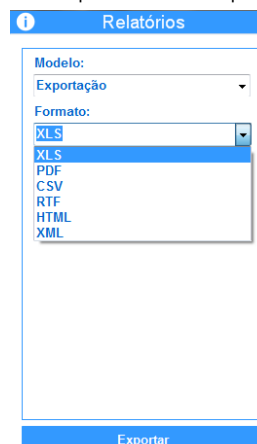 i Relatórios
Modelo:
Exportação
Formato:
XLS
XLS
PDF
CSV
RTF
HTML
XML
Exportar